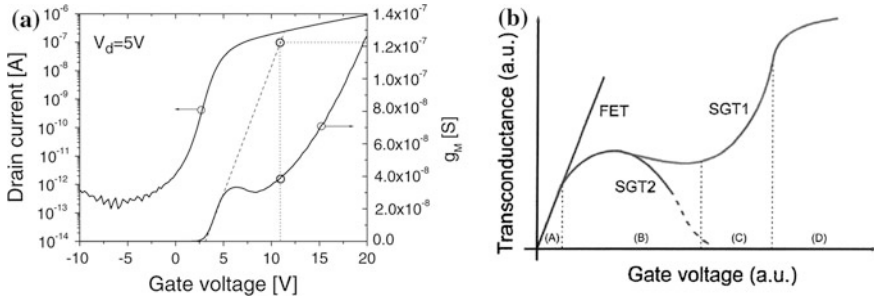 (a)
V_d=5V
Drain current [A]
10^-6
10^-7
10^-8
10^-9
10^-10
10^-11
10^-12
10^-13
10^-14
-10
-5
0
5
10
15
20
Gate voltage [V]
1.4x10^-7
1.2x10^-7
1.0x10^-7
8.0x10^-8
6.0x10^-8
4.0x10^-8
2.0x10^-8
0.0
g_M [S]
(b)
Transconductance (a.u.)
FET
SGT1
SGT2
(A)
(B)
(C)
(D)
Gate voltage (a.u.)